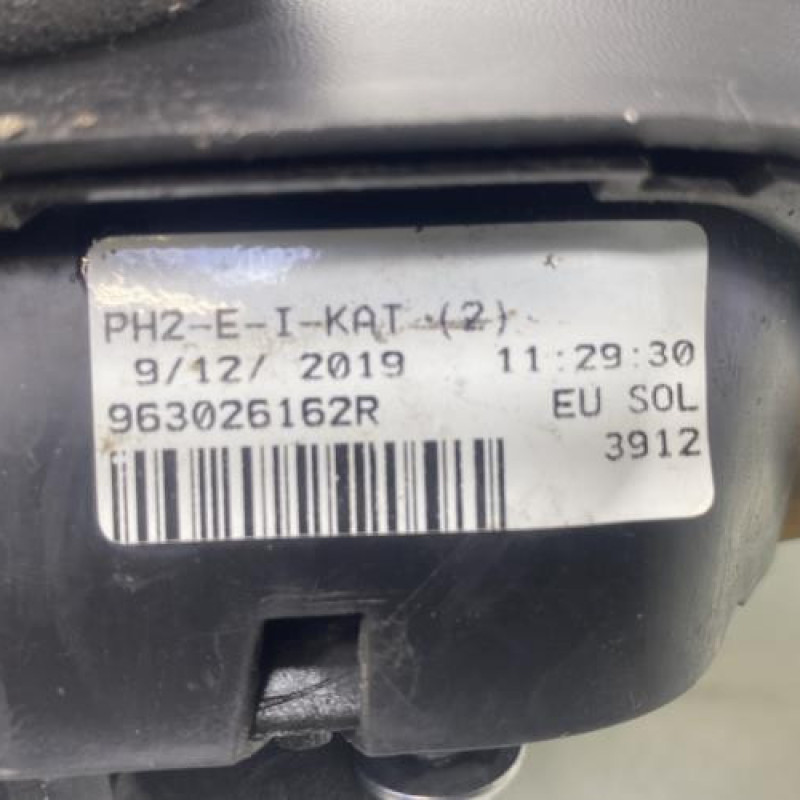 PH2-E-I-KAT (2)
9/12/ 2019 11:29:30
963026162R EU SOL
3912